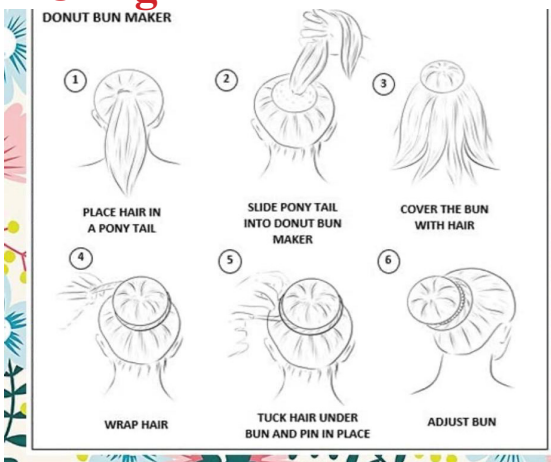 DONUT BUN MAKER
1
2
3
PLACE HAIR IN
A PONY TAIL
SLIDE PONY TAIL
INTO DONUT BUN
MAKER
COVER THE BUN
WITH HAIR
4
5
6
WRAP HAIR
TUCK HAIR UNDER
BUN AND PIN IN PLACE
ADJUST BUN